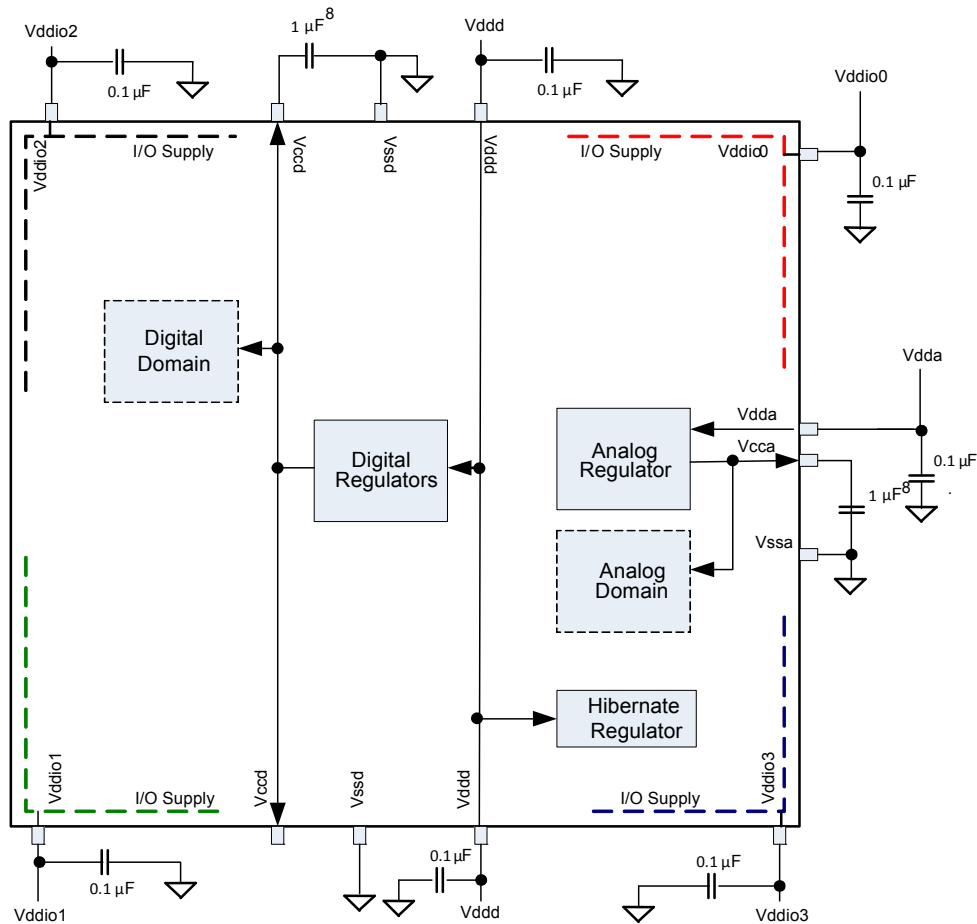 Vddio2
0.1 µF
1 µF8
Vddd
0.1 µF
Vddio0
0.1 µF
I/O Supply
Vddio2
Vccd
Vssd
Vddd
I/O Supply
Vddio0
Digital
Domain
Vdda
Digital
Regulators
Analog
Regulator
Vdda
Vcca
0.1 µF
.
1 µF8
Vssa
Analog
Domain
Hibernate
Regulator
Vddio1
I/O Supply
Vccd
Vssd
Vddd
I/O Supply
Vddio3
0.1 µF
Vddio1
0.1 µF
Vddd
0.1 µF
Vddio3